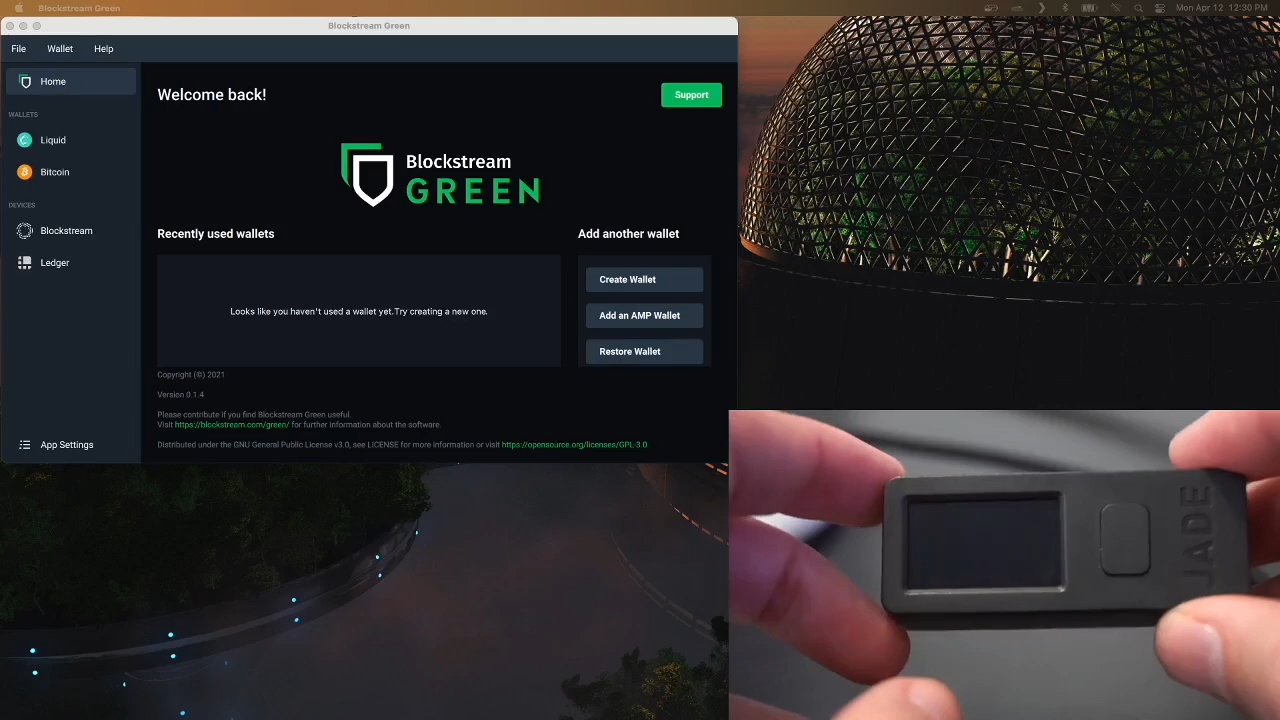 Blockstream Green
Mon Apr 12 12:30 PM
Blockstream Green
File Wallet Help
Home
WALLETS
Liquid
Bitcoin
DEVICES
Blockstream
Ledger
App Settings
Welcome back!
Support
Blockstream
GREEN
Recently used wallets
Looks like you haven't used a wallet yet.Try creating a new one.
Add another wallet
Create Wallet
Add an AMP Wallet
Restore Wallet
Copyright (©) 2021
Version 0.1.4
Please contribute if you find Blockstream Green useful.
Visit https://blockstream.com/green/ for further information about the software.
Distributed under the GNU General Public License v3.0, see LICENSE for more information or visit https://opensource.org/licenses/GPL-3.0
JADE